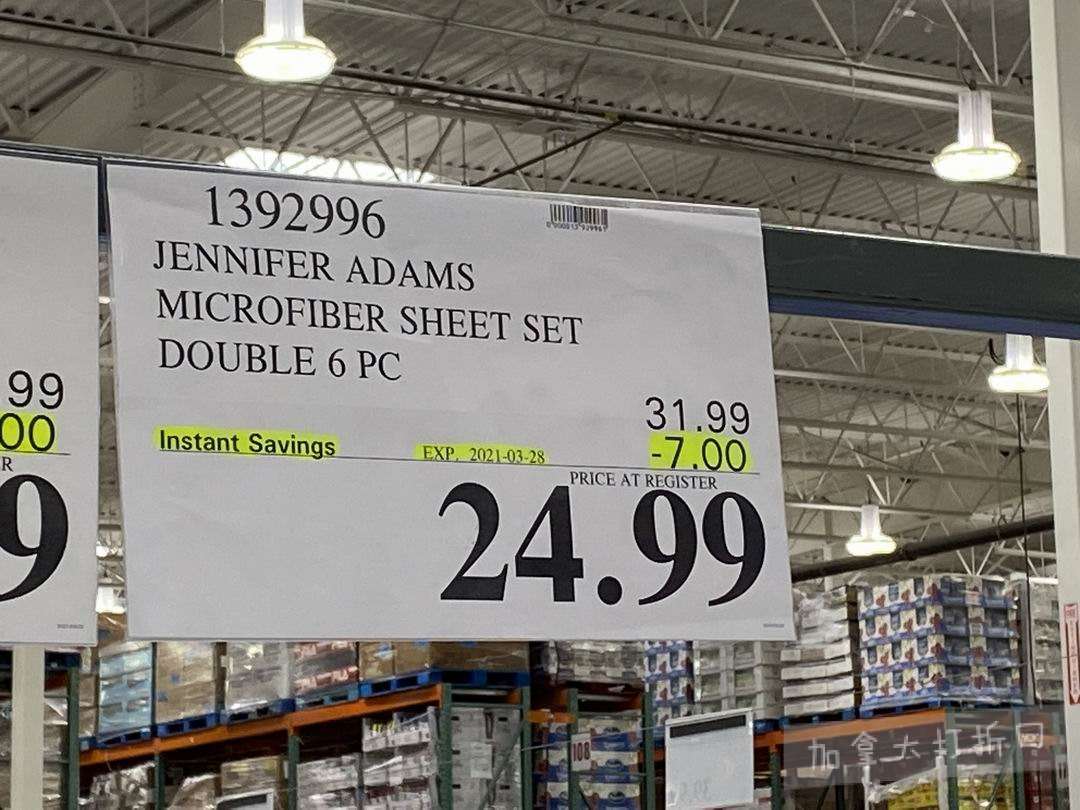 1392996
JENNIFER ADAMS
MICROFIBER SHEET SET
DOUBLE 6 PC
31.99
Instant Savings EXP. 2021-03-28 -7.00
PRICE AT REGISTER
24.99
.99
00
R
9
108
加拿大打折网